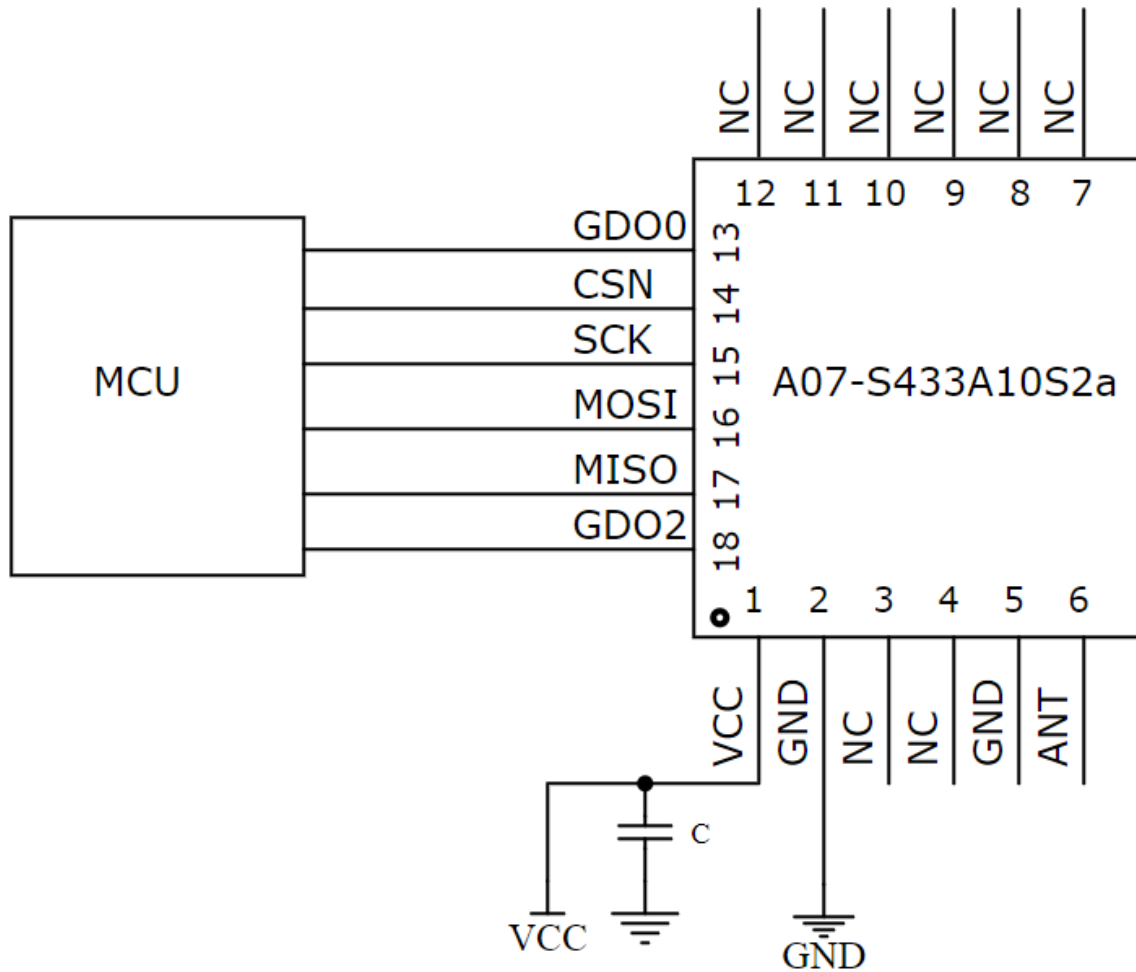 NC NC NC NC NC NC
12 11 10 9 8 7
GDO0 13
CSN 14
SCK 15
MCU
A07-S433A10S2a
MOSI 16
MISO 17
GDO2 18
1 2 3 4 5 6
VCC GND NC NC GND ANT
C
VCC
GND